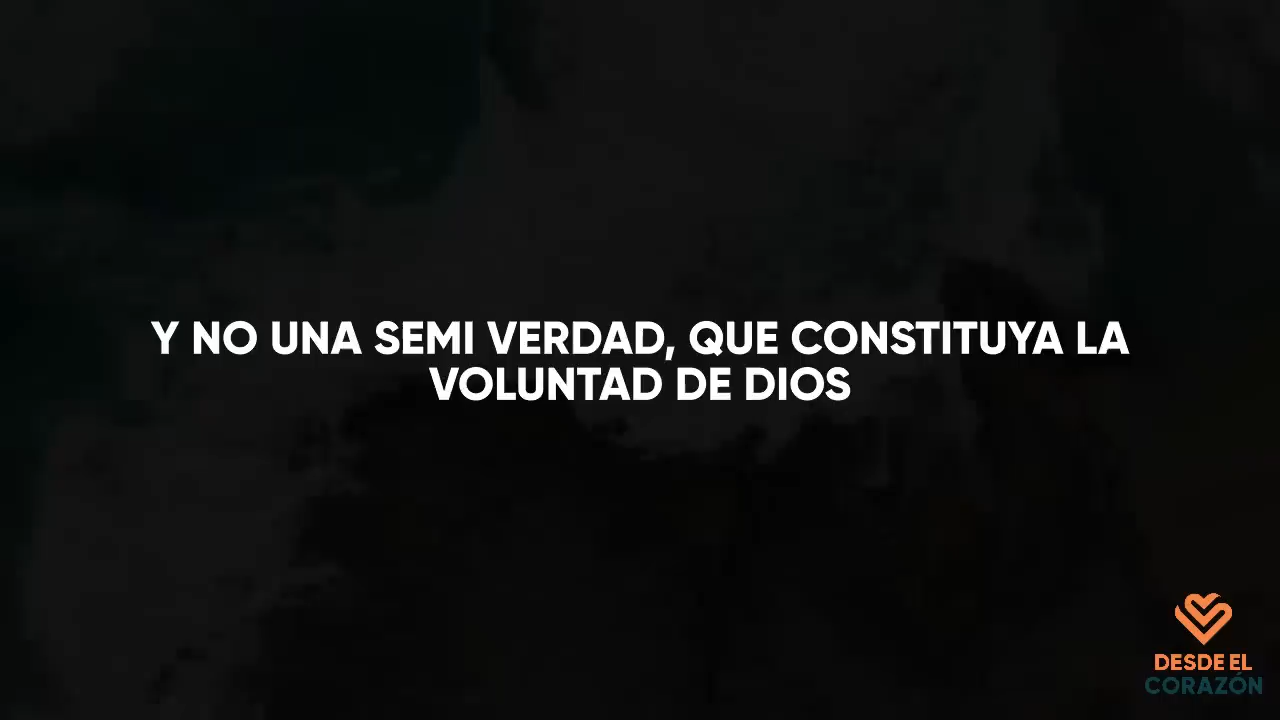 Y NO UNA SEMI VERDAD, QUE CONSTITUYA LA
VOLUNTAD DE DIOS
DESDE EL
CORAZÓN